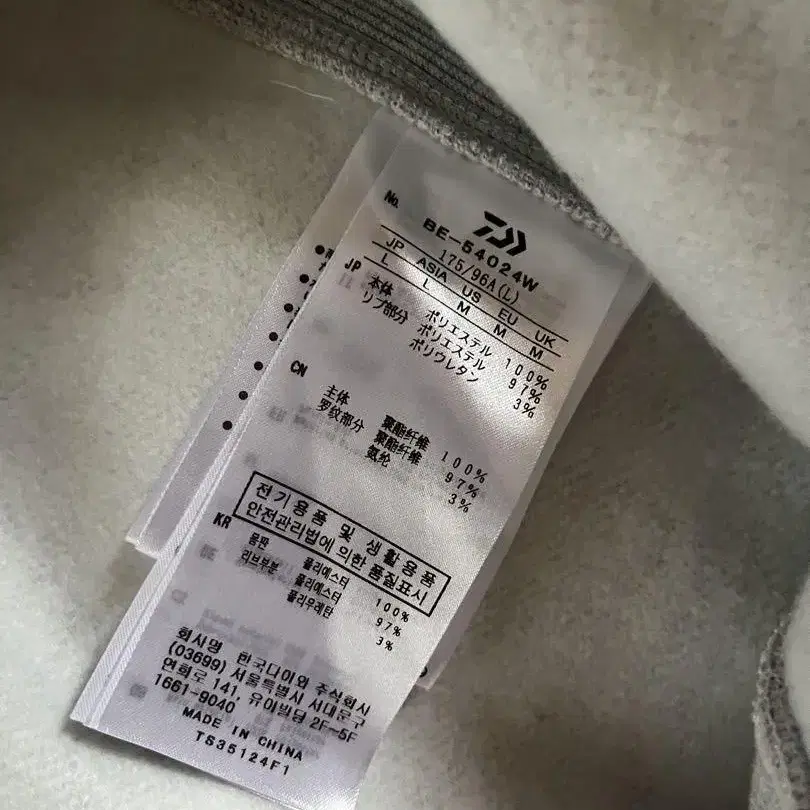 No. BE-54024W
175/96A(L)
JP ASIA US EU UK
L L M M M
JP
本体 ポリエステル 100%
リブ部分 ポリエステル 97%
ポリウレタン 3%
CN
主体 聚酯纤维 100%
罗纹部分 聚酯纤维 97%
氨纶 3%
전기용품 및 생활용품
안전관리법에 의한 품질표시
KR
몸판 폴리에스터 100%
리브부분 폴리에스터 97%
폴리우레탄 3%
회사명 한국다이와 주식회사
(03699) 서울특별시 서대문구
연희로 141, 유이빌딩 2F-5F
1661-9040
MADE IN CHINA
TS35124F1